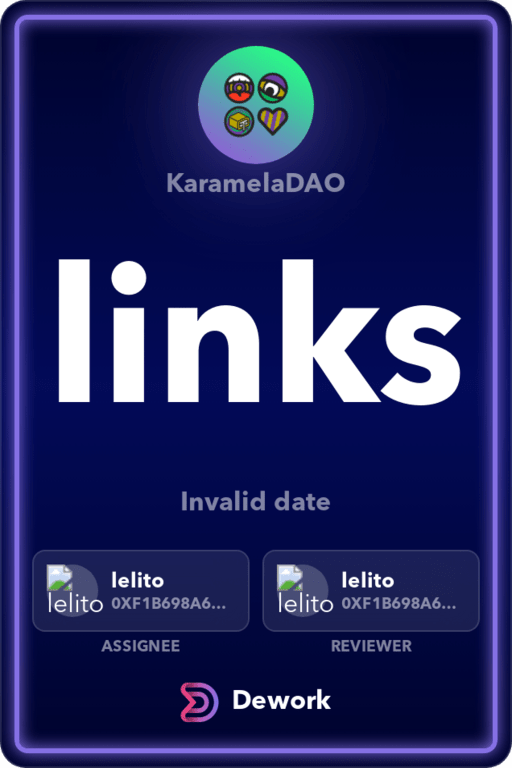 KaramelaDAO
links
Invalid date
lelito
0XF1B698A6...
lelito
lelito
0XF1B698A6...
lelito
ASSIGNEE
REVIEWER
Dework